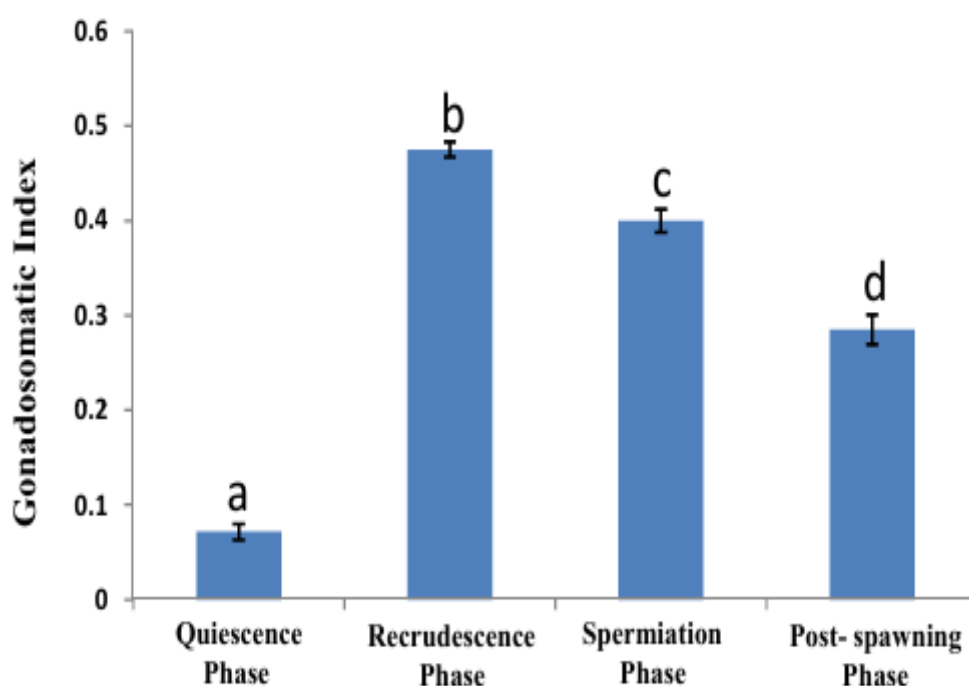 0.6
0.5
0.4
0.3
0.2
0.1
0
Gonadosomatic Index
a
b
c
d
Quiescence
Phase
Recrudescence
Phase
Spermiation
Phase
Post- spawning
Phase